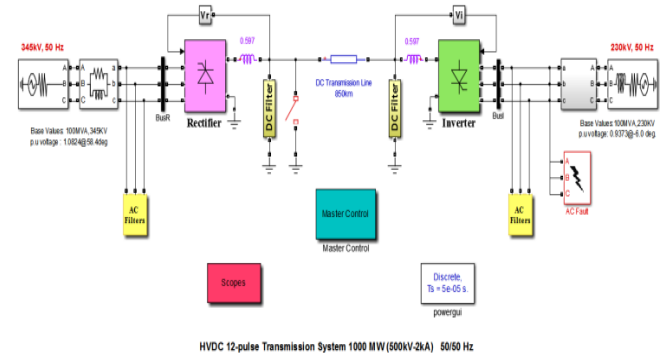 Vr
Vi
345kV, 50 Hz
0.597
0.597
230kV, 50 Hz
A A
B B
C C
A
B
C
a
b
c
A a
B b
C c
DC Transmission Line
850km
DC Filter
DC Filter
BusR
Rectifier
Inverter
BusI
Base Values: 100MVA, 345KV
p.u voltage : 1.0824@58.4deg
Base Values:100MVA,230KV
p.u voltage: 0.9373@-6.0 deg.
A
B
C
AC Fault
AC
Filters
AC
Filters
Master Control
Master Control
Scopes
Discrete,
Ts = 5e-05 s.
powergui
HVDC 12-pulse Transmission System 1000 MW (500kV-2kA) 50/50 Hz